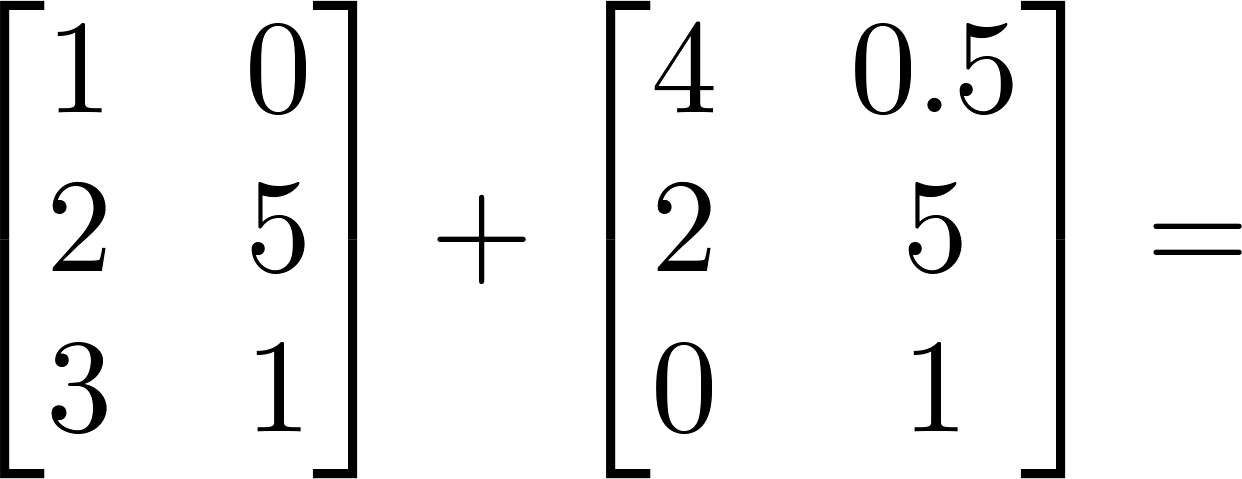 [1 0] + [4 0.5] =
[2 5] [2 5]
[3 1] [0 1]